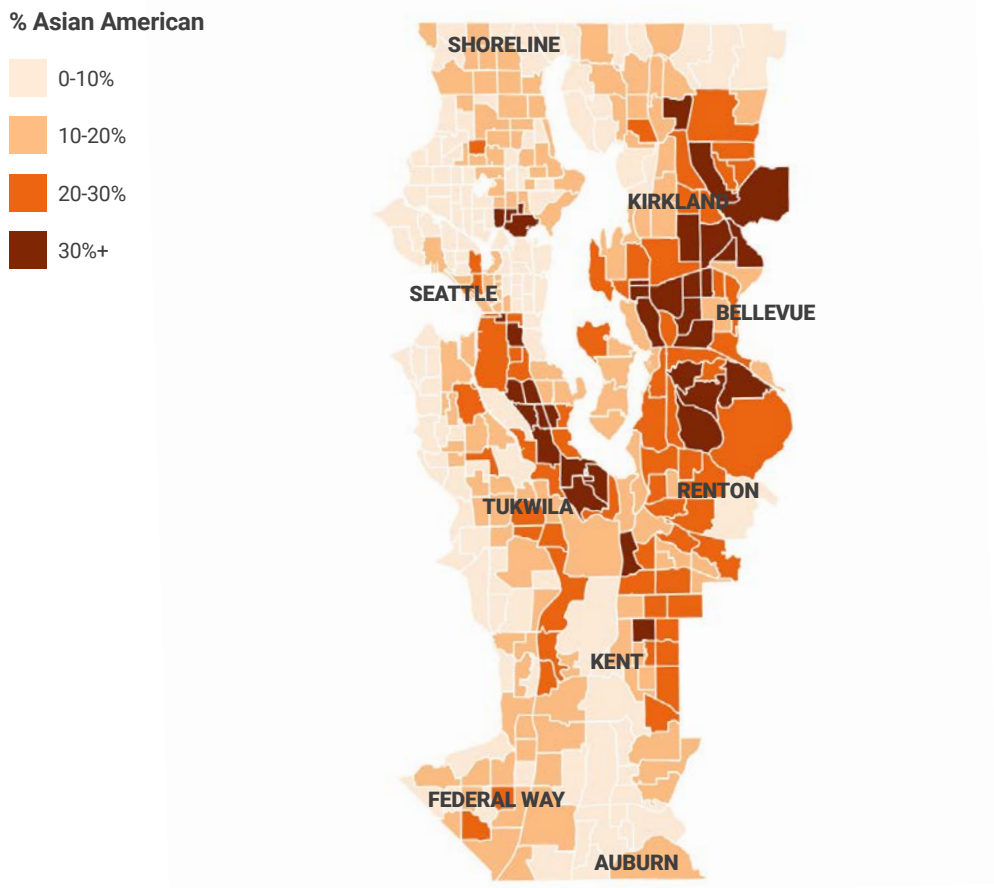 % Asian American
0-10%
10-20%
20-30%
30%+
SHORELINE
KIRKLAND
SEATTLE
BELLEVUE
RENTON
TUKWILA
KENT
FEDERAL WAY
AUBURN